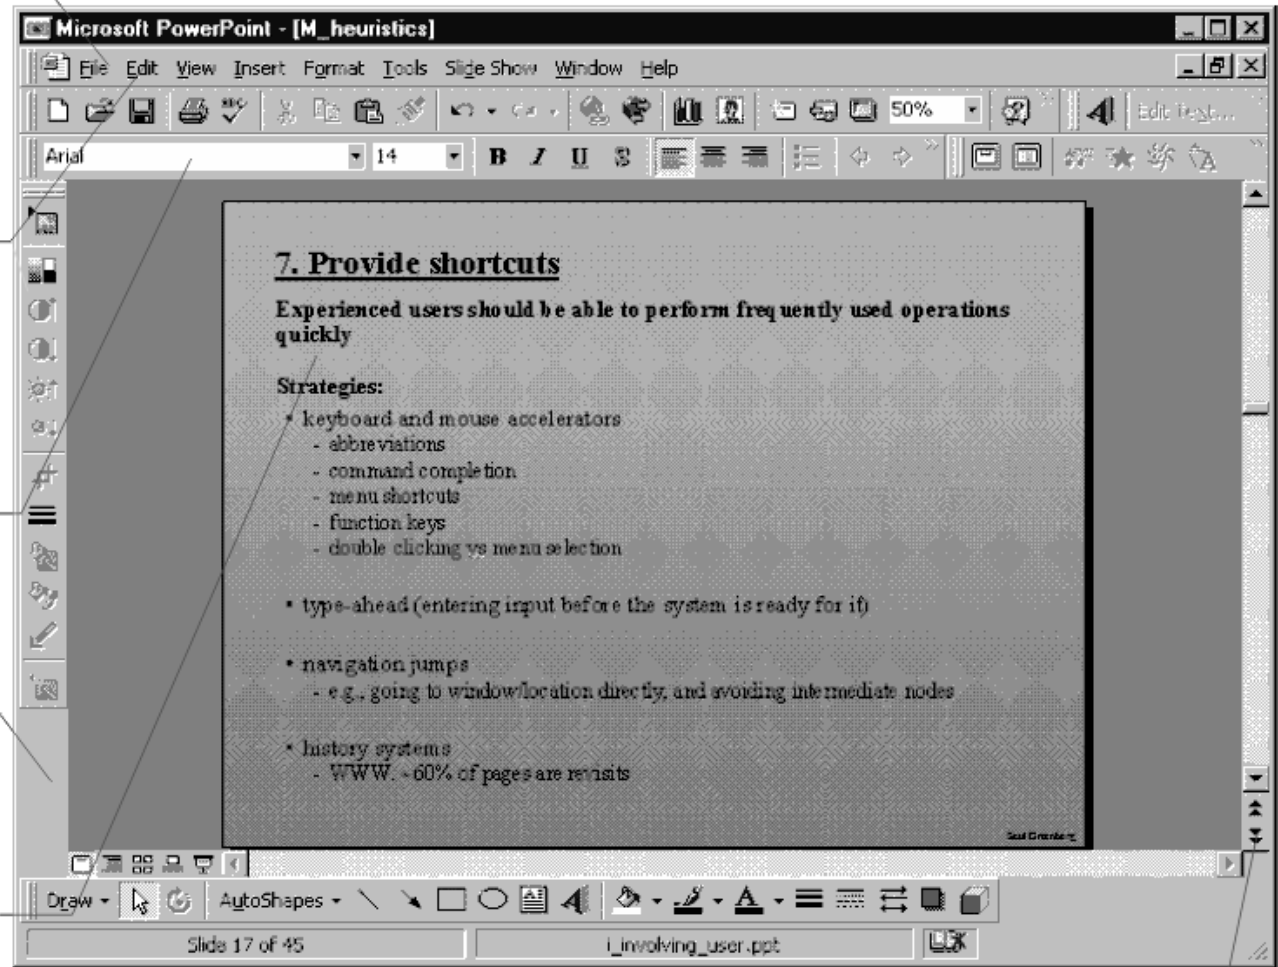 Microsoft PowerPoint - [M_heuristics]
File Edit View Insert Format Tools Slide Show Window Help
50% Edit Text...
Arial 14 B I U S
7. Provide shortcuts
Experienced users should be able to perform frequently used operations
quickly
Strategies:
• keyboard and mouse accelerators
- abbreviations
- command completion
- menu shortcuts
- function keys
- double clicking vs menu selection
• type-ahead (entering input before the system is ready for it)
• navigation jumps
- e.g., going to window/location directly, and avoiding intermediate nodes
• history systems
- WWW: ~60% of pages are revisits
Saul Greenberg
Draw AutoShapes A
Slide 17 of 45 i_involving_user.ppt